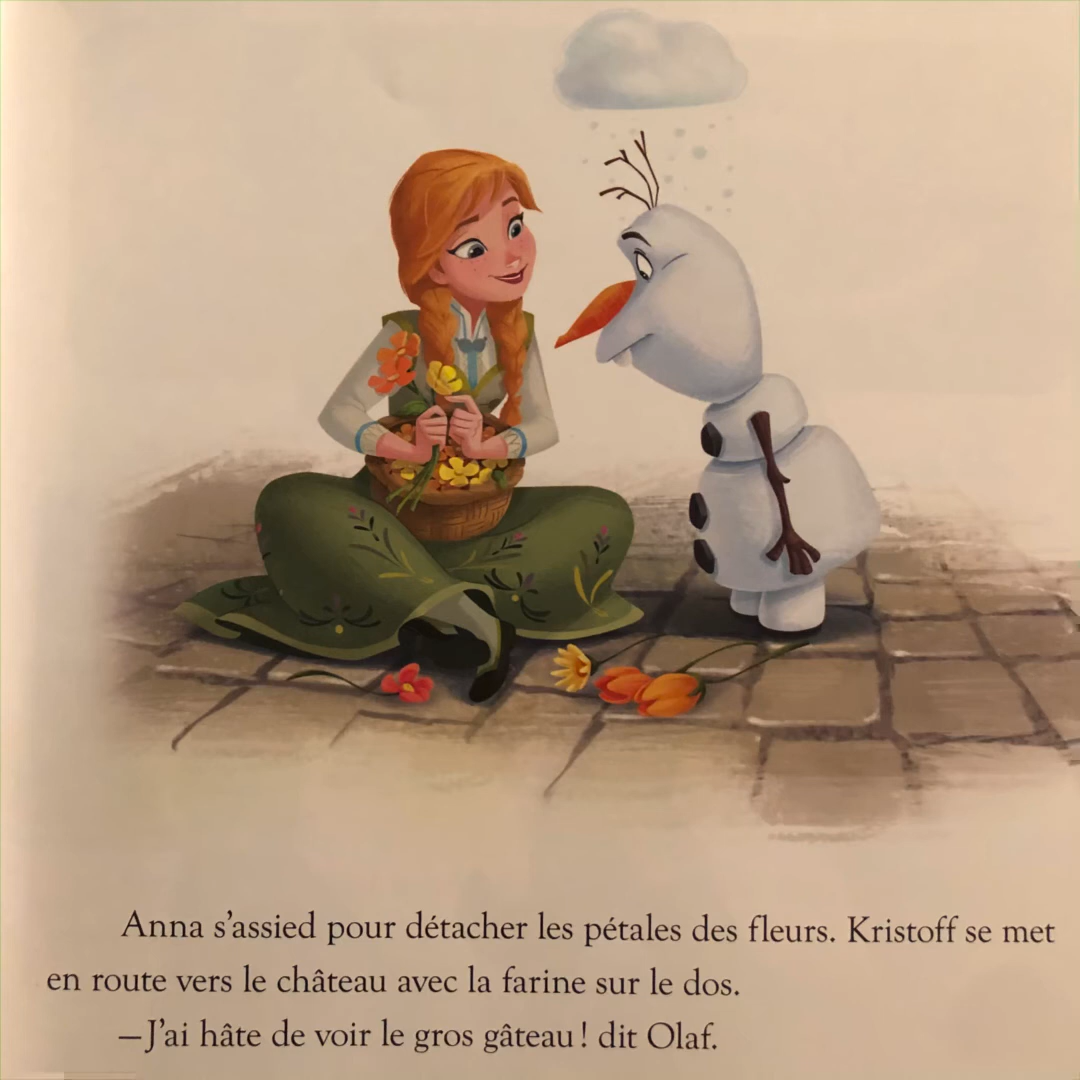 Anna s'assied pour détacher les pétales des fleurs. Kristoff se met
en route vers le château avec la farine sur le dos.
—J'ai hâte de voir le gros gâteau ! dit Olaf.